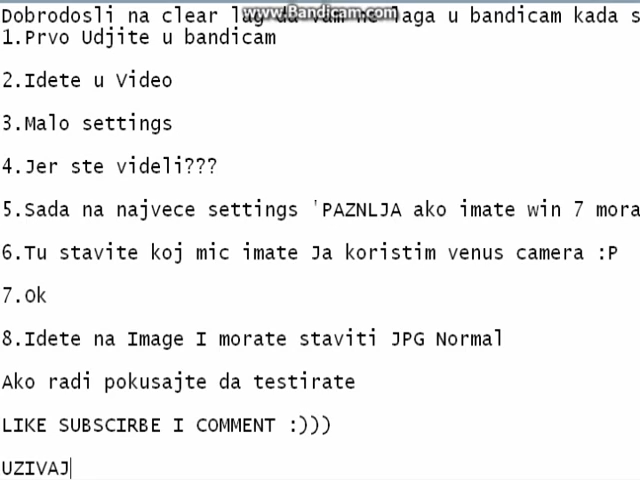 Dobrodosli na clear lag da vam ne laga u bandicam kada s
www.Bandicam.com
1.Prvo Udjite u bandicam
2.Idete u Video
3.Malo settings
4.Jer ste videli???
5.Sada na najvece settings 'PAZNLJA ako imate win 7 mora
6.Tu stavite koj mic imate Ja koristim venus camera :P
7.Ok
8.Idete na Image I morate staviti JPG Normal
Ako radi pokusajte da testirate
LIKE SUBSCIRBE I COMMENT :)))
UZIVAJ